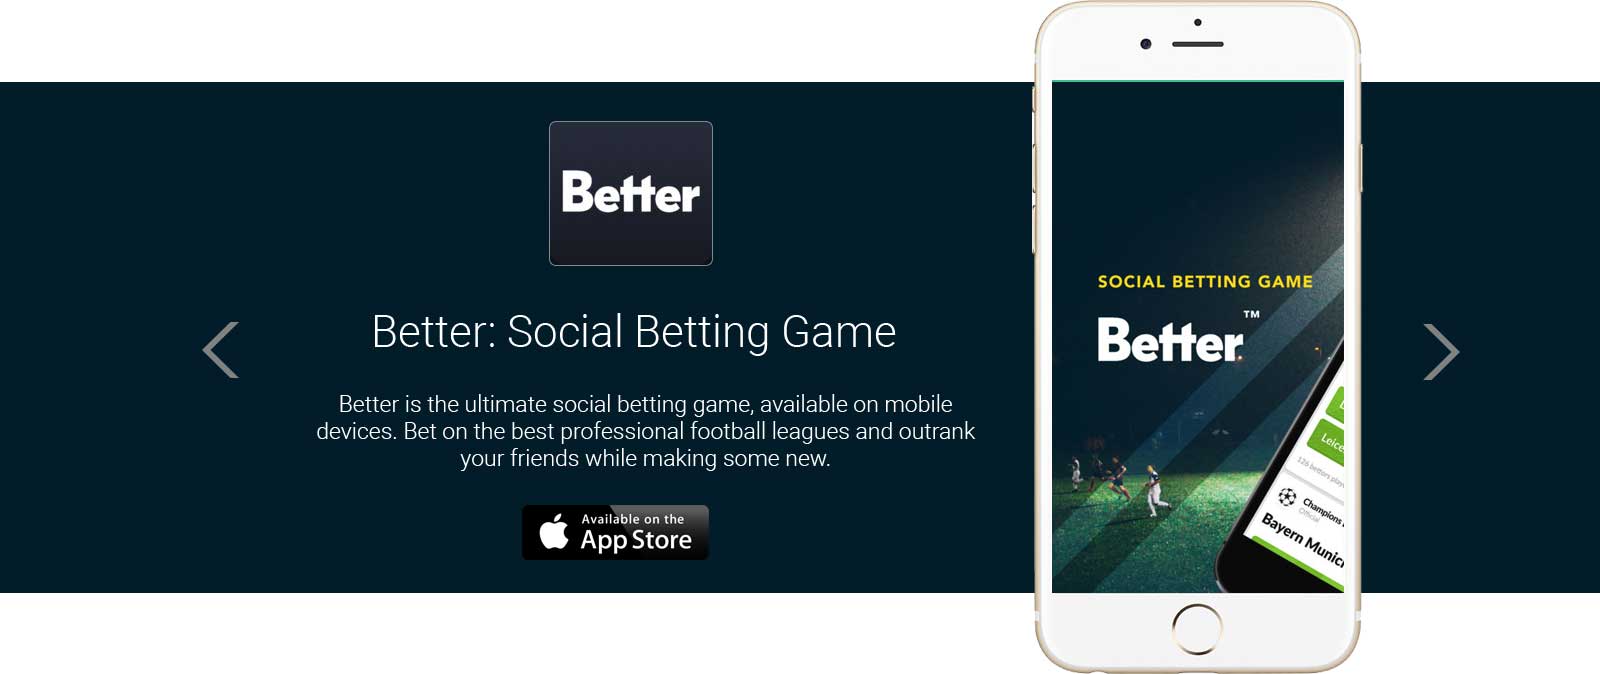 Better
Better: Social Betting Game
Better is the ultimate social betting game, available on mobile
devices. Bet on the best professional football leagues and outrank
your friends while making some new.
Available on the
App Store
SOCIAL BETTING GAME
Better™
126 bettors
Champions
Official
Bayern Munic